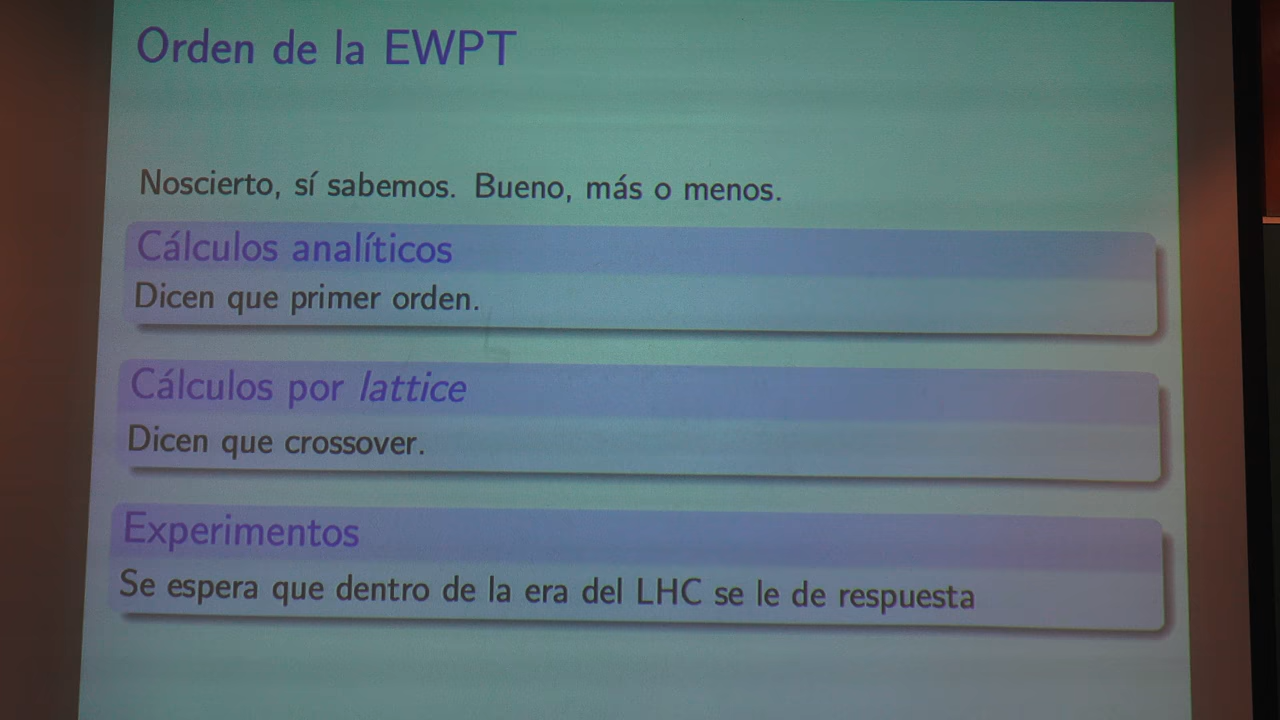 Orden de la EWPT
Noscierto, sí sabemos. Bueno, más o menos.
Cálculos analíticos
Dicen que primer orden.
Cálculos por lattice
Dicen que crossover.
Experimentos
Se espera que dentro de la era del LHC se le de respuesta